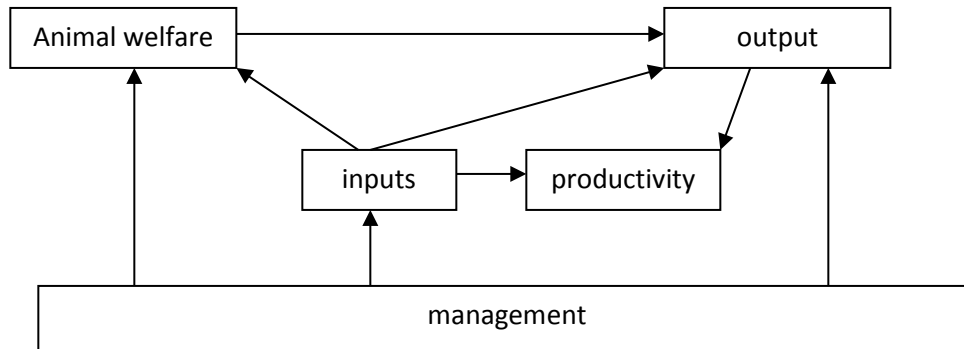 Animal welfare
output
inputs
productivity
management